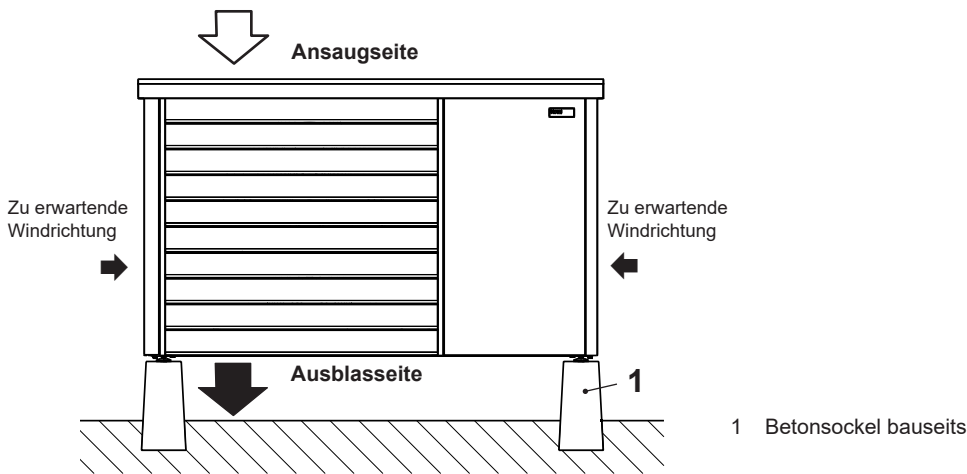 Ansaugseite
Zu erwartende
Windrichtung
Zu erwartende
Windrichtung
Ausblasseite
1
1 Betonsockel bauseits